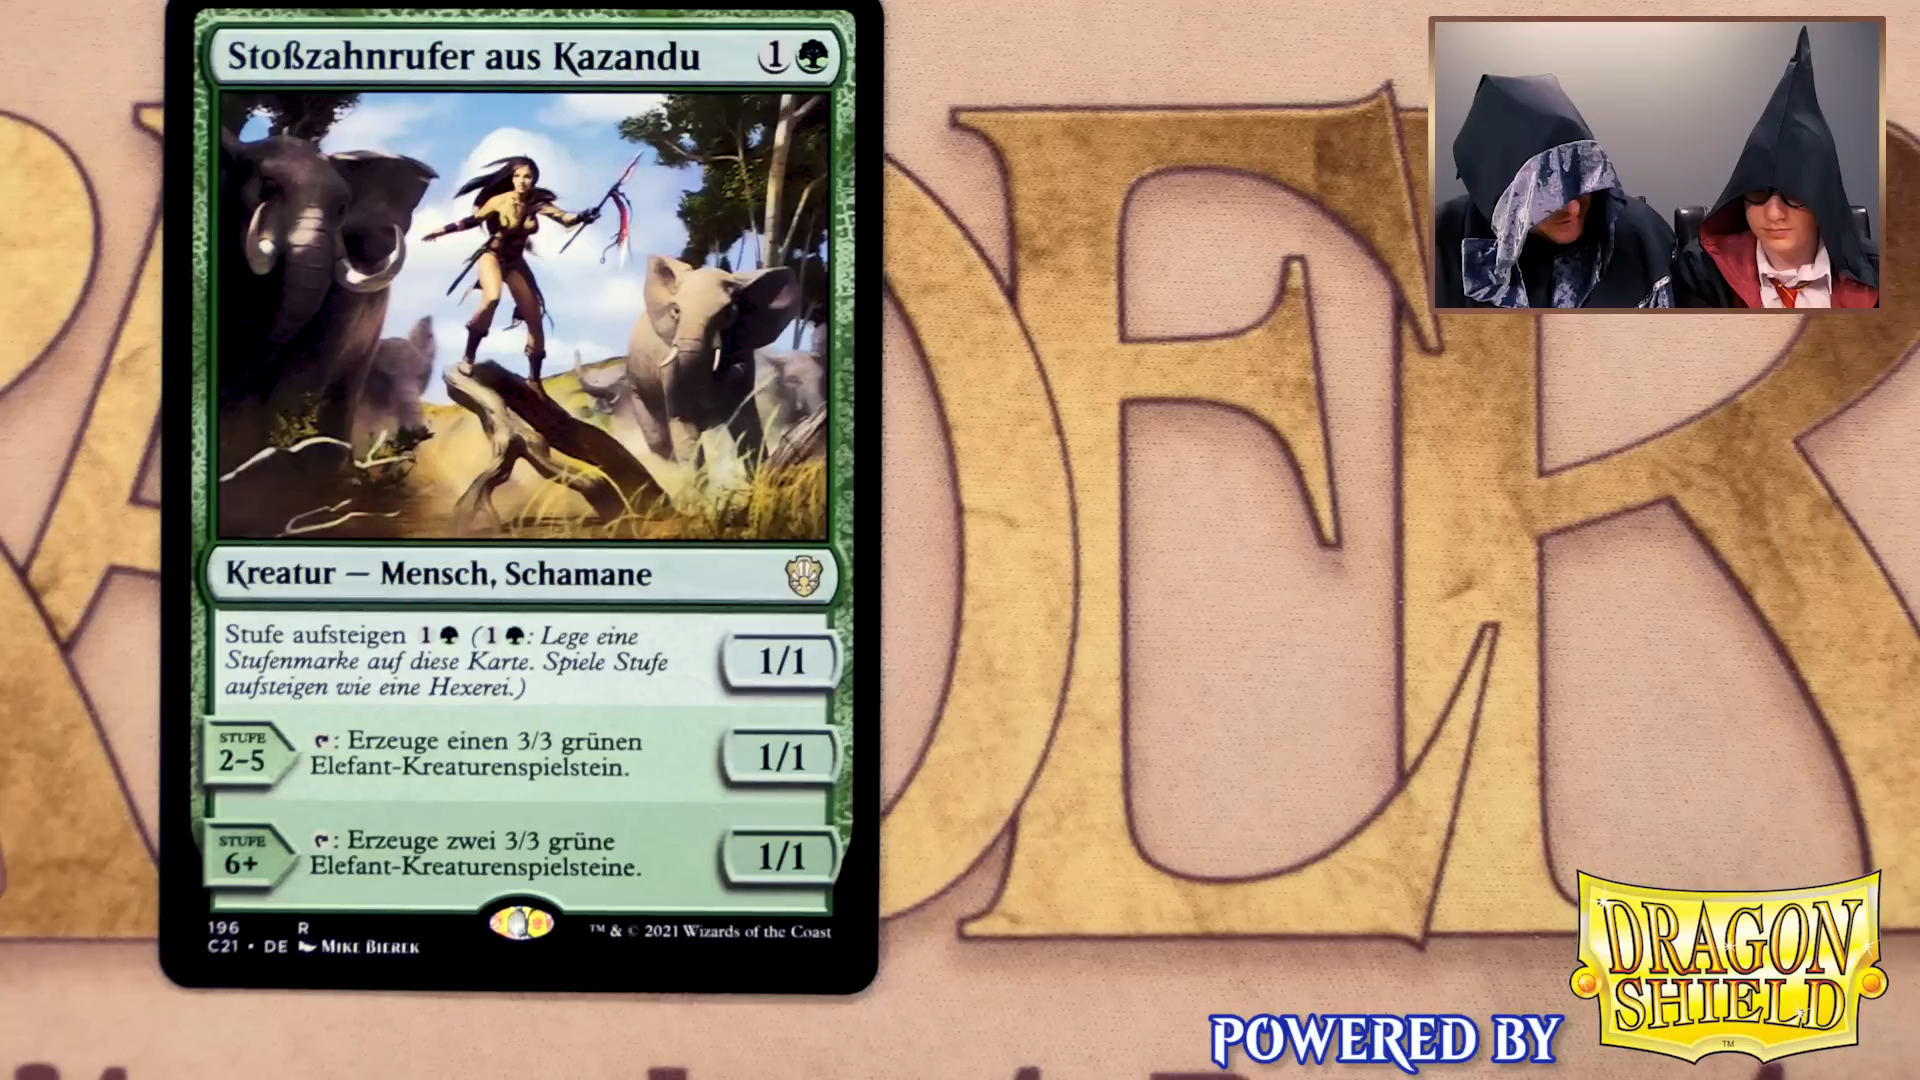 Stoßzahnrufer aus Kazandu 1
Kreatur — Mensch, Schamane
Stufe aufsteigen 1 (1 : Lege eine
Stufenmarke auf diese Karte. Spiele Stufe
aufsteigen wie eine Hexerei.)
1/1
STUFE
2-5
: Erzeuge einen 3/3 grünen
Elefant-Kreaturenspielstein.
1/1
STUFE
6+
: Erzeuge zwei 3/3 grüne
Elefant-Kreaturenspielsteine.
1/1
196 R
C21 • DE MIKE BIEREK
™ & © 2021 Wizards of the Coast
POWERED BY
DRAGON
SHIELD
TM